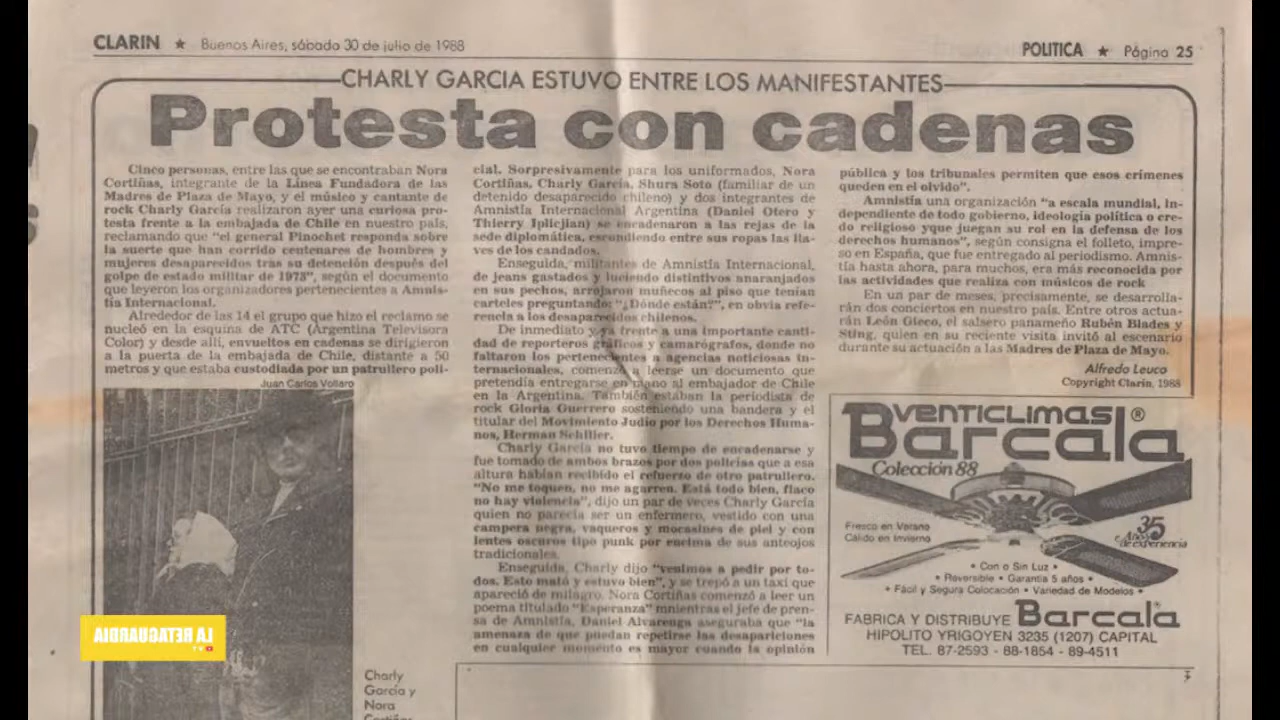 CLARIN ★ Buenos Aires, sábado 30 de julio de 1988
POLITICA ★ Página 25
CHARLY GARCIA ESTUVO ENTRE LOS MANIFESTANTES
Protesta con cadenas
Cinco personas, entre las que se encontraban Nora
Cortiñas, integrante de la Línea Fundadora de las
Madres de Plaza de Mayo, y el músico y cantante de
rock Charly García realizaron ayer una curiosa pro-
testa frente a la embajada de Chile en nuestro país,
reclamando que "el general Pinochet responda sobre
la suerte que han corrido centenares de hombres y
mujeres desaparecidos tras su detención después del
golpe de estado militar de 1973", según el documento
que leyeron los organizadores pertenecientes a Amnis-
tía Internacional.
Alrededor de las 14 el grupo que hizo el reclamo se
nucleó en la esquina de ATC (Argentina Televisora
Color) y desde allí, envueltos en cadenas se dirigieron
a la puerta de la embajada de Chile, distante a 50
metros y que estaba custodiada por un patrullero poli-
Juan Carlos Vollaro
Charly
García y
Nora
Cortiñas
cial. Sorpresivamente para los uniformados, Nora
Cortiñas, Charly García, Shura Soto (familiar de un
detenido desaparecido chileno) y dos integrantes de
Amnistía Internacional Argentina (Daniel Otero y
Thierry Iplicjian) se encadenaron a las rejas de la
sede diplomática, escondiendo entre sus ropas las lla-
ves de los candados.
Enseguida, militantes de Amnistía Internacional,
de jeans gastados y luciendo distintivos anaranjados
en sus pechos, arrojaron muñecos al piso que tenían
carteles preguntando: "¿Dónde están?", en obvia refe-
rencia a los desaparecidos chilenos.
De inmediato y ya frente a una importante canti-
dad de reporteros gráficos y camarógrafos, donde no
faltaron los pertenecientes a agencias noticiosas in-
ternacionales, comenzó a leerse un documento que
pretendía entregarse en mano al embajador de Chile
en la Argentina. También estaban la periodista de
rock Gloria Guerrero sosteniendo una bandera y el
titular del Movimiento Judío por los Derechos Huma-
nos, Herman Schiller.
Charly García no tuvo tiempo de encadenarse y
fue tomado de ambos brazos por dos policías que a esa
altura habían recibido el refuerzo de otro patrullero.
"No me toquen, no me agarren. Está todo bien, flaco
no hay violencia", dijo un par de veces Charly García
quien no parecía ser un enfermero, vestido con una
campera negra, vaqueros y mocasines de piel y con
lentes oscuros tipo punk por encima de sus anteojos
tradicionales.
Enseguida, Charly dijo "venimos a pedir por to-
dos. Esto mató y estuvo bien", y se trepó a un taxi que
apareció de milagro. Nora Cortiñas comenzó a leer un
poema titulado "Esperanza" mnientras el jefe de pren-
sa de Amnistía, Daniel Alvarenga aseguraba que "la
amenaza de que puedan repetirse las desapariciones
en cualquier momento es mayor cuando la opinión
pública y los tribunales permiten que esos crímenes
queden en el olvido".
Amnistía una organización "a escala mundial, in-
dependiente de todo gobierno, ideología política o cre-
do religioso yque juegan su rol en la defensa de los
derechos humanos", según consigna el folleto, impre-
so en España, que fue entregado al periodismo. Amnis-
tía hasta ahora, para muchos, era más reconocida por
las actividades que realiza con músicos de rock
En un par de meses, precisamente, se desarrolla-
rán dos conciertos en nuestro país. Entre otros actua-
rán León Gieco, el salsero panameño Rubén Blades y
Sting, quien en su reciente visita invitó al escenario
durante su actuación a las Madres de Plaza de Mayo.
Alfredo Leuco
Copyright Clarín, 1988
VENTICLIMAS®
Barcala
Colección 88
Fresco en Verano
Cálido en Invierno
35
Años
de experiencia
• Con o Sin Luz •
• Reversible • Garantía 5 años •
• Fácil y Segura Colocación • Variedad de Modelos •
FABRICA Y DISTRIBUYE Barcala
HIPOLITO YRIGOYEN 3235 (1207) CAPITAL
TEL. 87-2593 - 88-1854 - 89-4511
LA RETAGUARDIA